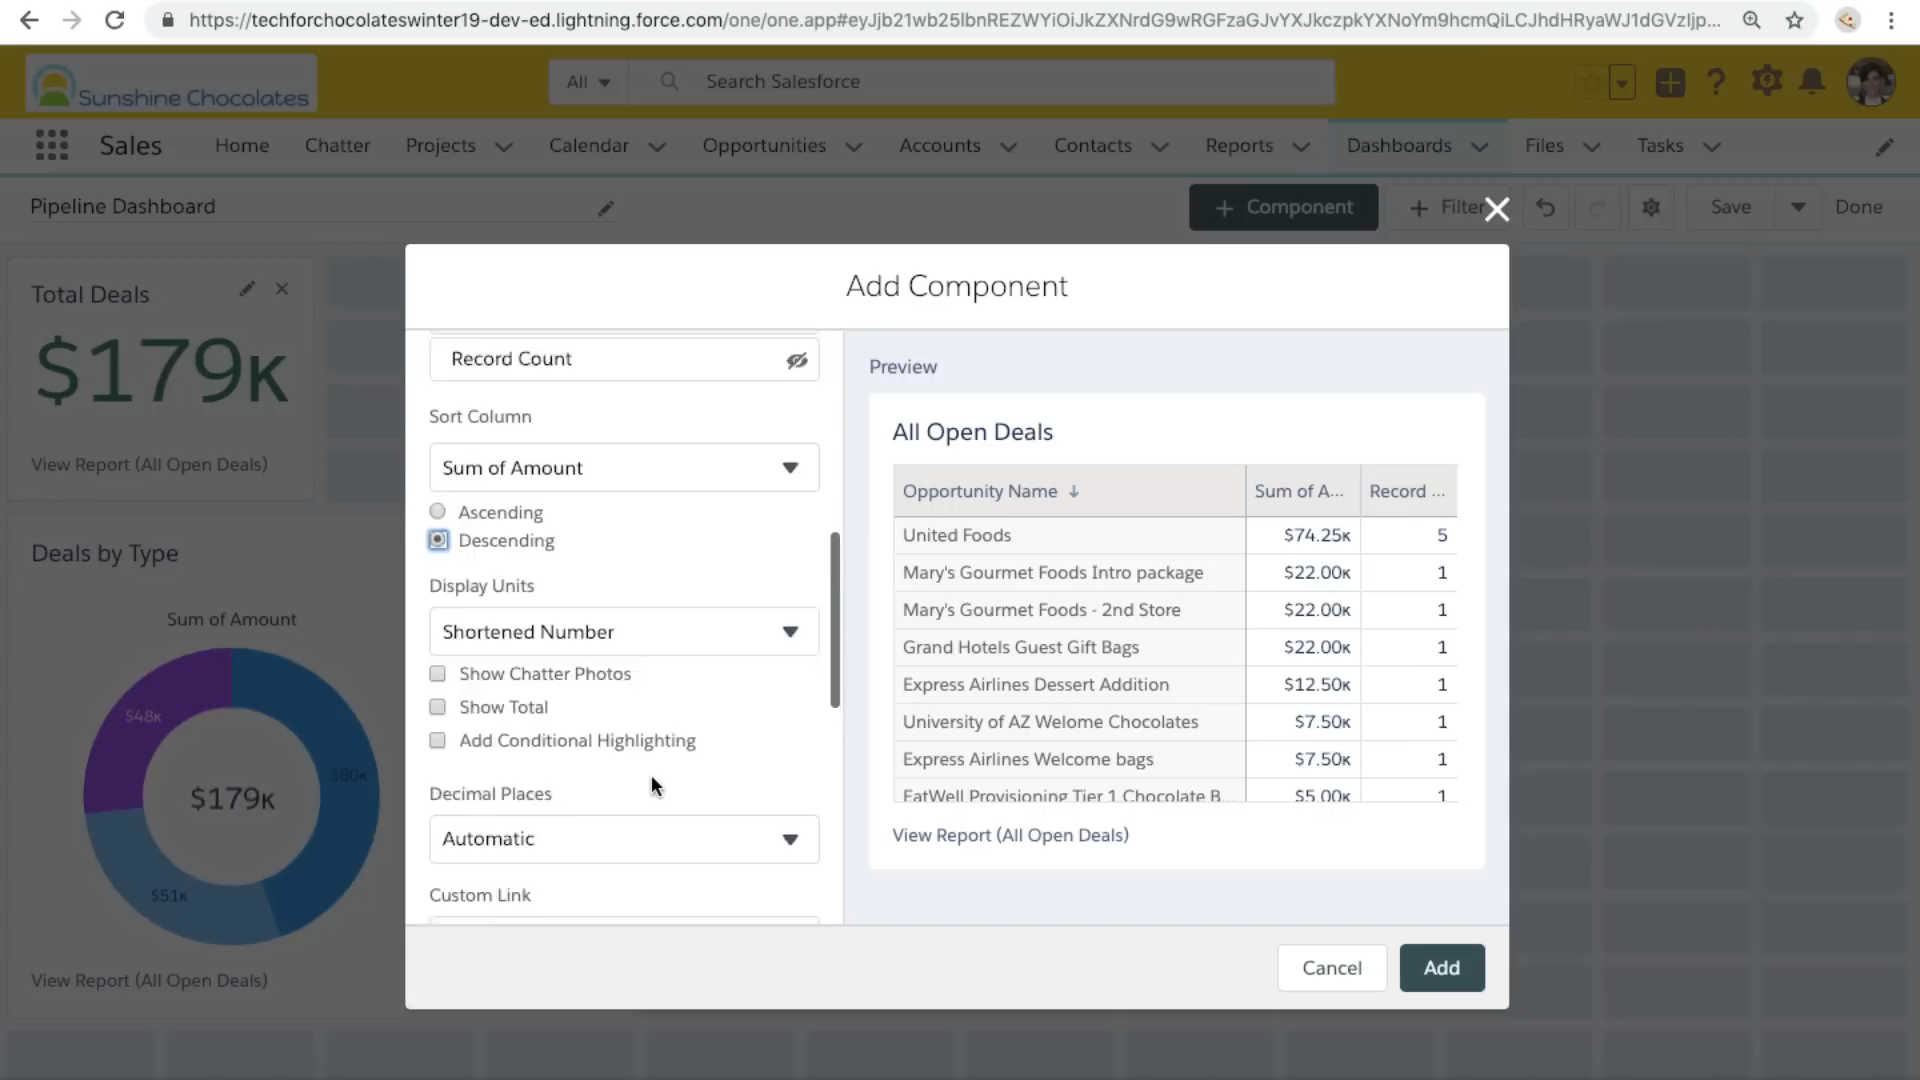 https://techforchocolateswinter19-dev-ed.lightning.force.com/one/one.app#eyJjb21wb25lbnREZWYiOiJkZXNrdG9wRGFzaGJvYXJkczpkYXNoYm9hcmQiLCJhdHRyaWJ1dGVzIjp...
Sunshine Chocolates
All
Search Salesforce
Sales
Home
Chatter
Projects
Calendar
Opportunities
Accounts
Contacts
Reports
Dashboards
Files
Tasks
Pipeline Dashboard
+ Component
+ Filter
Save
Done
Total Deals
$179K
View Report (All Open Deals)
Deals by Type
Sum of Amount
$48K
$80K
$179K
$51K
View Report (All Open Deals)
Add Component
Record Count
Sort Column
Sum of Amount
Ascending
Descending
Display Units
Shortened Number
Show Chatter Photos
Show Total
Add Conditional Highlighting
Decimal Places
Automatic
Custom Link
Preview
All Open Deals
Opportunity Name ↓ Sum of A... Record ...
United Foods $74.25K 5
Mary's Gourmet Foods Intro package $22.00K 1
Mary's Gourmet Foods - 2nd Store $22.00K 1
Grand Hotels Guest Gift Bags $22.00K 1
Express Airlines Dessert Addition $12.50K 1
University of AZ Welome Chocolates $7.50K 1
Express Airlines Welcome bags $7.50K 1
EatWell Provisioning Tier 1 Chocolate B... $5.00K 1
View Report (All Open Deals)
Cancel
Add